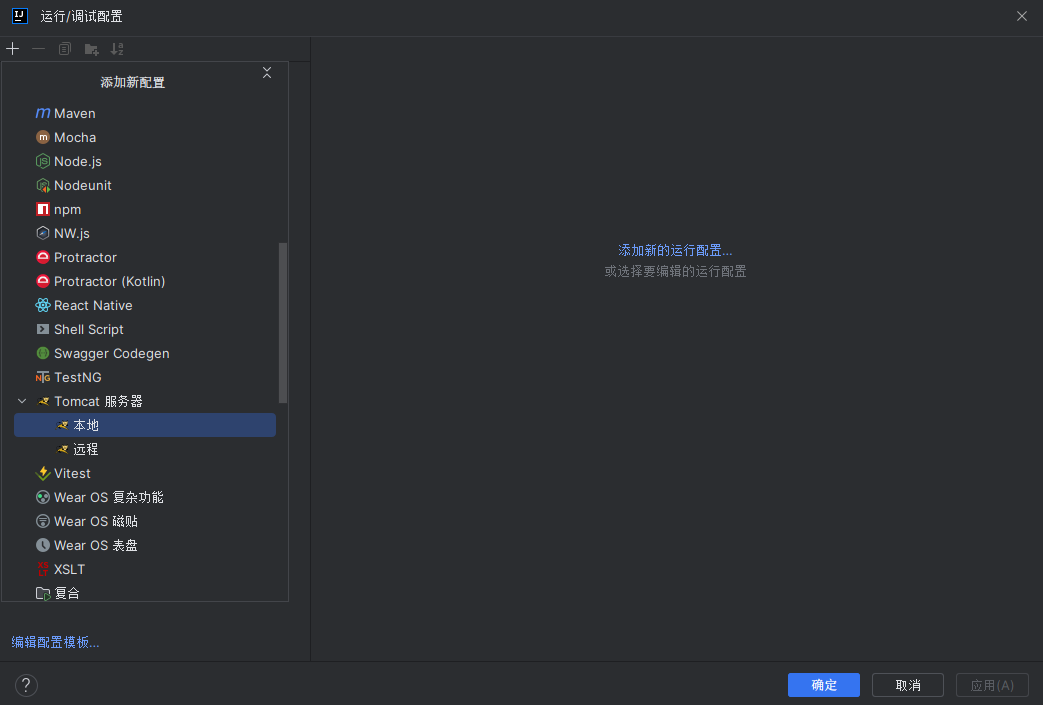 运行/调试配置
添加新配置
Maven
Mocha
Node.js
Nodeunit
npm
NW.js
Protractor
Protractor (Kotlin)
React Native
Shell Script
Swagger Codegen
TestNG
Tomcat 服务器
本地
远程
Vitest
Wear OS 复杂功能
Wear OS 磁贴
Wear OS 表盘
XSLT
复合
编辑配置模板...
添加新的运行配置...
或选择要编辑的运行配置
?
确定
取消
应用(A)